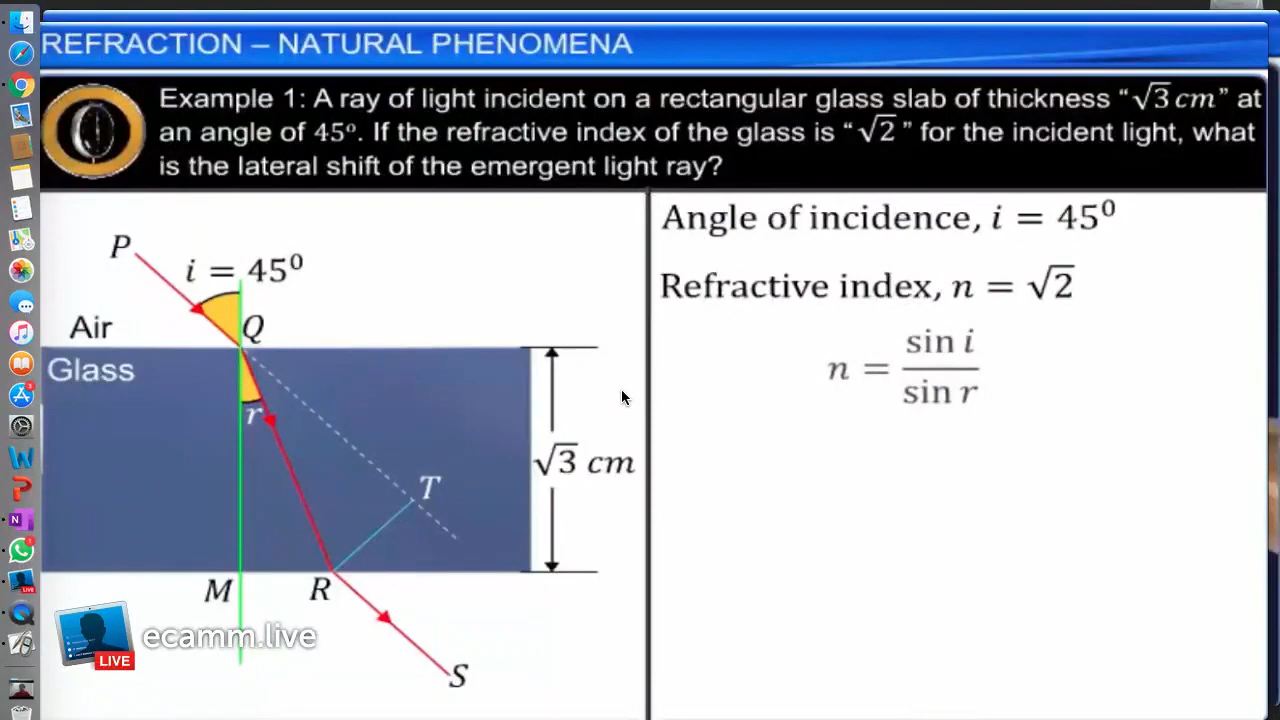 REFRACTION – NATURAL PHENOMENA
Example 1: A ray of light incident on a rectangular glass slab of thickness “√3 cm” at
an angle of 45º. If the refractive index of the glass is “√2 ” for the incident light, what
is the lateral shift of the emergent light ray?
P
i = 45⁰
Air
Q
Glass
r
√3 cm
T
M
R
S
ecamm.live
LIVE
Angle of incidence, i = 45⁰
Refractive index, n = √2
n = sin i / sin r